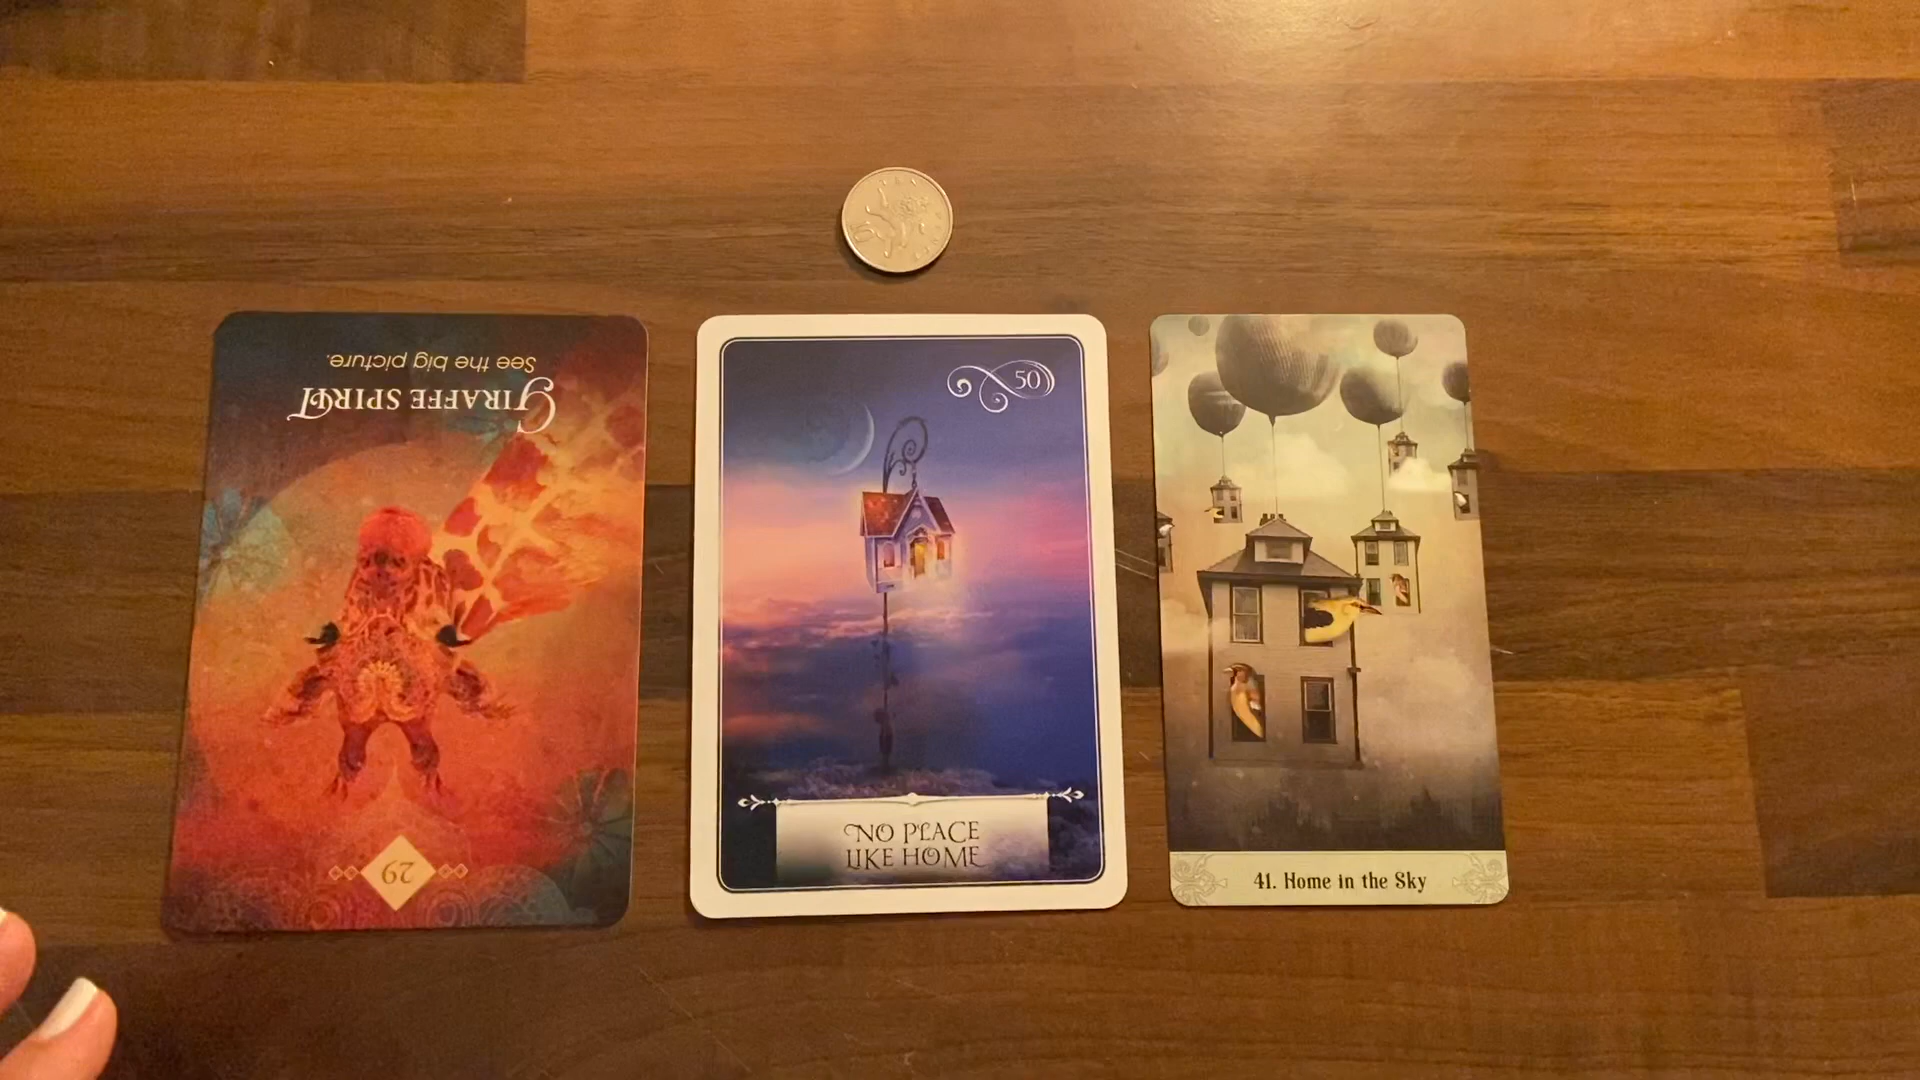 See the big picture.
GIRAFFE SPIRIT
29
50
NO PLACE
LIKE HOME
41. Home in the Sky